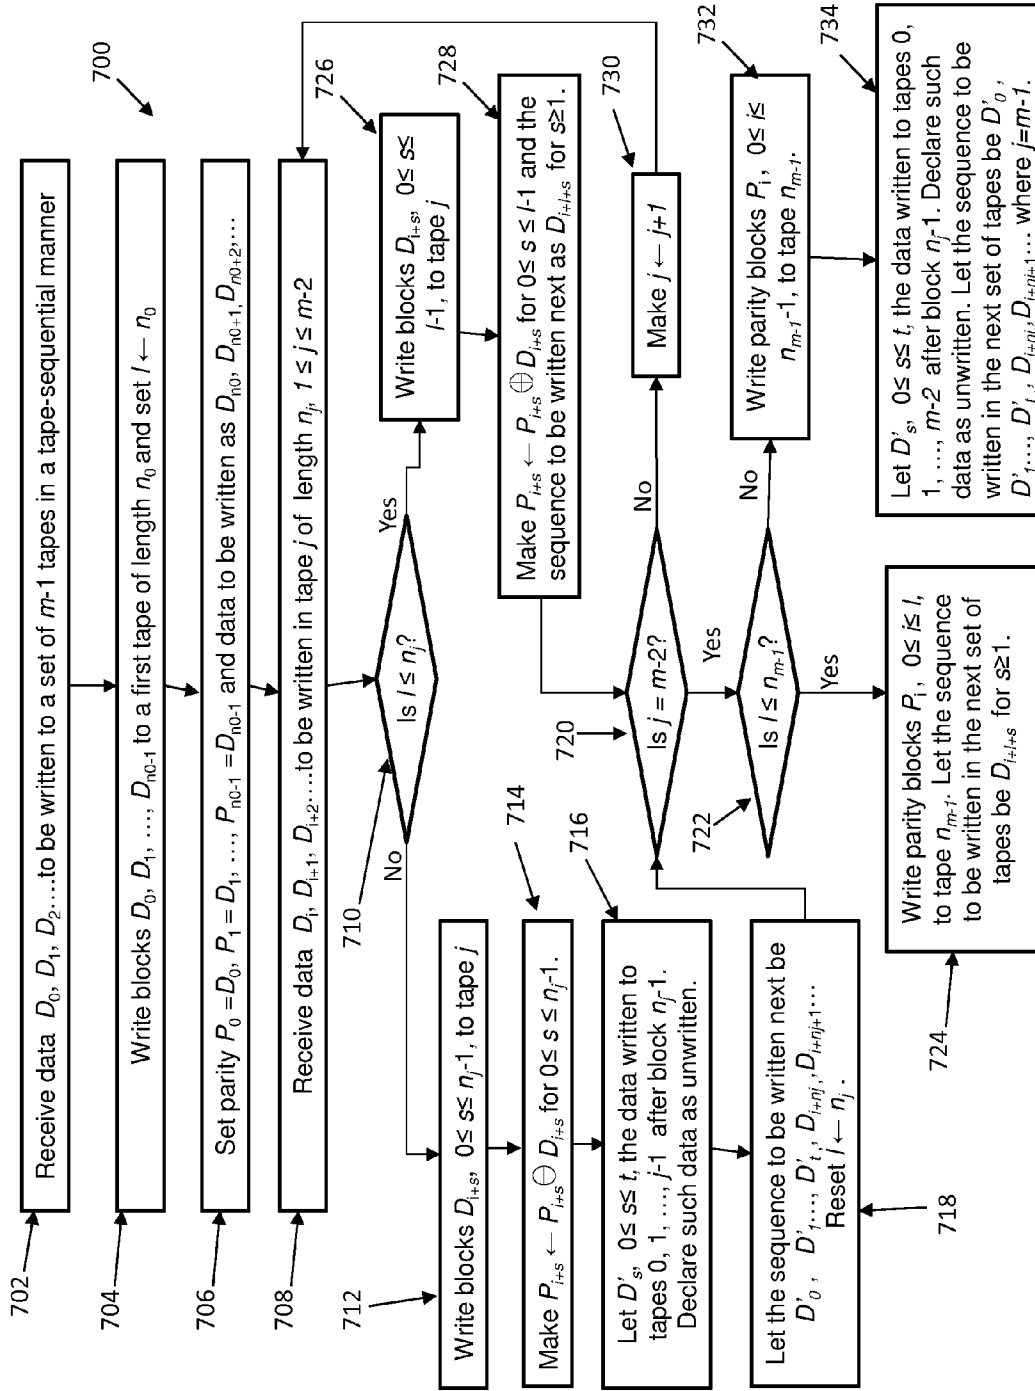 700
702
Receive data D0, D1, D2…to be written to a set of m-1 tapes in a tape-sequential manner
704
Write blocks D0, D1, …, Dn0-1 to a first tape of length n0 and set l ← n0
706
Set parity P0 =D0, P1 = D1, …, Pn0-1 =Dn0-1 and data to be written as Dn0, Dn0+1, Dn0+2,…
708
Receive data Di, Di+1, Di+2…to be written in tape j of length nj, 1 ≤ j ≤ m-2
710
Is l ≤ nj?
No
Yes
712
Write blocks Di+s, 0≤ s≤ nj-1, to tape j
714
Make Pi+s ← Pi+s ⊕ Di+s for 0≤ s ≤ nj-1.
716
Let D's, 0≤ s≤ t, the data written to
tapes 0, 1, …, j-1 after block nj-1.
Declare such data as unwritten.
718
Let the sequence to be written next be
D'0 , D'1…, D't, Di+nj, Di+nj+1…
Reset l ← nj .
726
Write blocks Di+s, 0≤ s≤
l-1, to tape j
728
Make Pi+s ← Pi+s ⊕ Di+s for 0≤ s ≤ l-1 and the
sequence to be written next as Di+l+s for s≥1.
720
Is j = m-2?
No
Yes
730
Make j ← j+1
722
Is l ≤ nm-1?
No
Yes
732
Write parity blocks Pi, 0≤ i≤
nm-1-1, to tape nm-1.
724
Write parity blocks Pi, 0≤ i≤ l,
to tape nm-1. Let the sequence
to be written in the next set of
tapes be Di+l+s for s≥1.
734
Let D's, 0≤ s≤ t, the data written to tapes 0,
1, …, m-2 after block nj-1. Declare such
data as unwritten. Let the sequence to be
written in the next set of tapes be D'0 ,
D'1…, D't, Di+nj, Di+nj+1… where j=m-1.